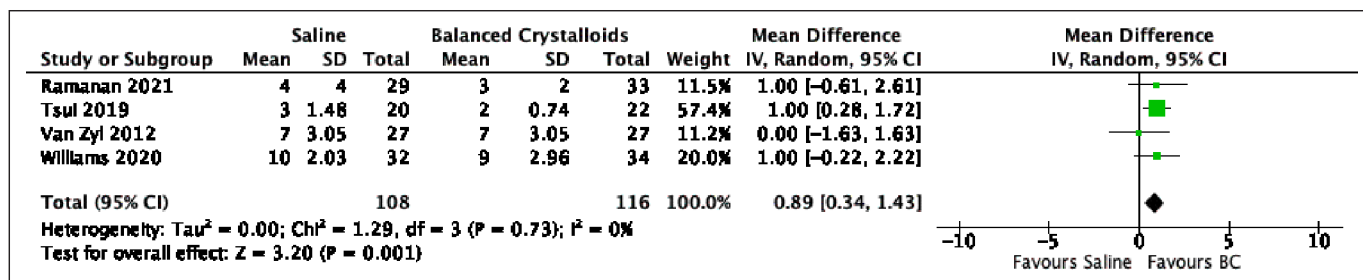 Saline Balanced Crystalloids Mean Difference Mean Difference
Study or Subgroup Mean SD Total Mean SD Total Weight IV, Random, 95% CI IV, Random, 95% CI
Ramanan 2021 4 4 29 3 2 33 11.5% 1.00 [−0.61, 2.61]
Tsui 2019 3 1.48 20 2 0.74 22 57.4% 1.00 [0.28, 1.72]
Van Zyl 2012 7 3.05 27 7 3.05 27 11.2% 0.00 [−1.63, 1.63]
Williams 2020 10 2.03 32 9 2.96 34 20.0% 1.00 [−0.22, 2.22]
Total (95% CI) 108 116 100.0% 0.89 [0.34, 1.43]
Heterogeneity: Tau² = 0.00; Chi² = 1.29, df = 3 (P = 0.73); I² = 0%
Test for overall effect: Z = 3.20 (P = 0.001)
−10 −5 0 5 10
Favours Saline Favours BC